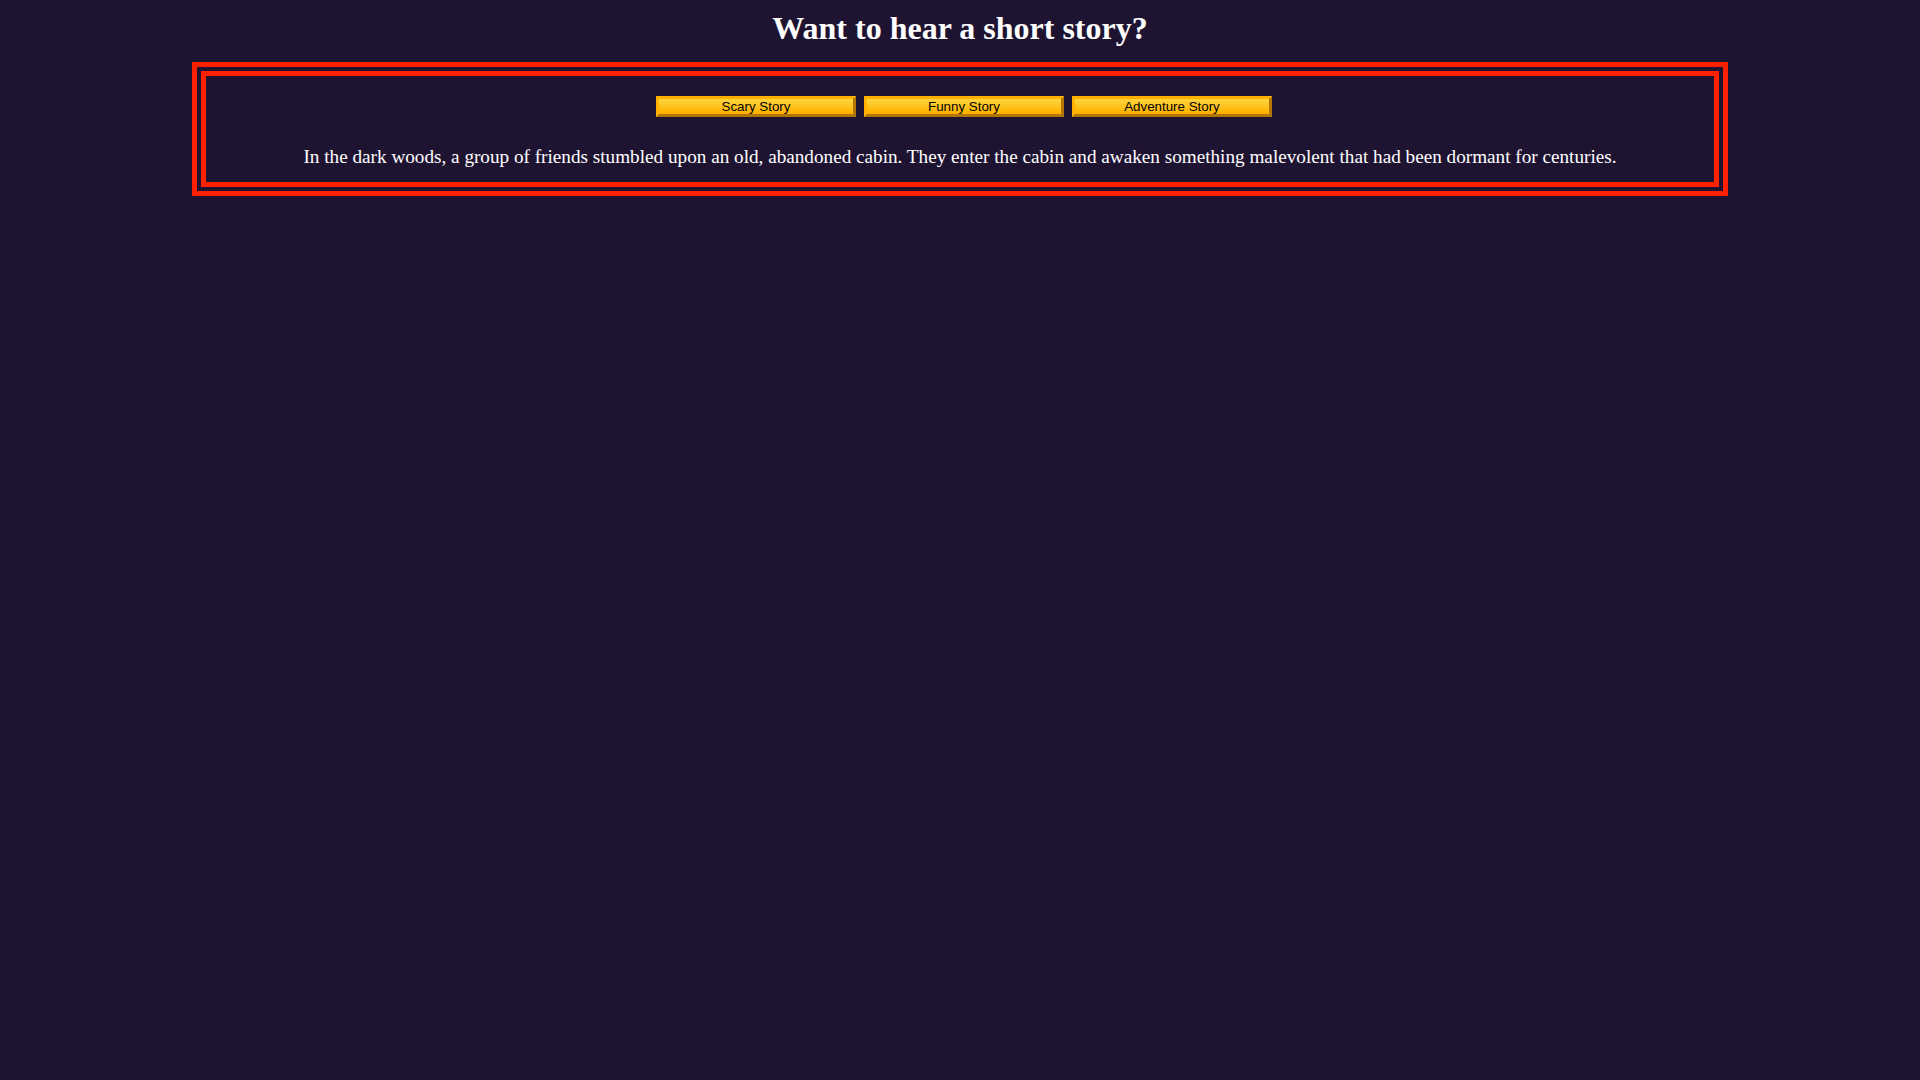 Want to hear a short story?
Scary Story
Funny Story
Adventure Story
In the dark woods, a group of friends stumbled upon an old, abandoned cabin. They enter the cabin and awaken something malevolent that had been dormant for centuries.